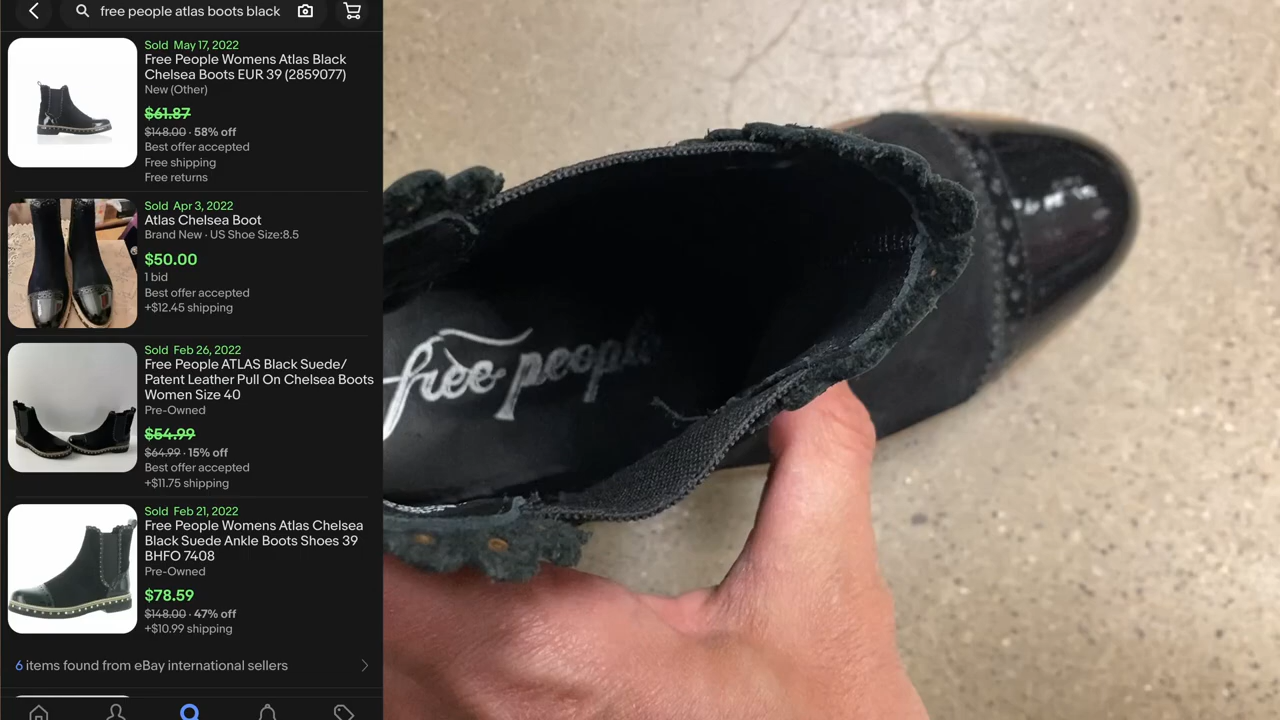 free people atlas boots black
Sold May 17, 2022
Free People Womens Atlas Black
Chelsea Boots EUR 39 (2859077)
New (Other)
$61.87
$148.00 · 58% off
Best offer accepted
Free shipping
Free returns
Sold Apr 3, 2022
Atlas Chelsea Boot
Brand New · US Shoe Size:8.5
$50.00
1 bid
Best offer accepted
+$12.45 shipping
Sold Feb 26, 2022
Free People ATLAS Black Suede/
Patent Leather Pull On Chelsea Boots
Women Size 40
Pre-Owned
$54.99
$64.99 · 15% off
Best offer accepted
+$11.75 shipping
Sold Feb 21, 2022
Free People Womens Atlas Chelsea
Black Suede Ankle Boots Shoes 39
BHFO 7408
Pre-Owned
$78.59
$148.00 · 47% off
+$10.99 shipping
6 items found from eBay international sellers
free people